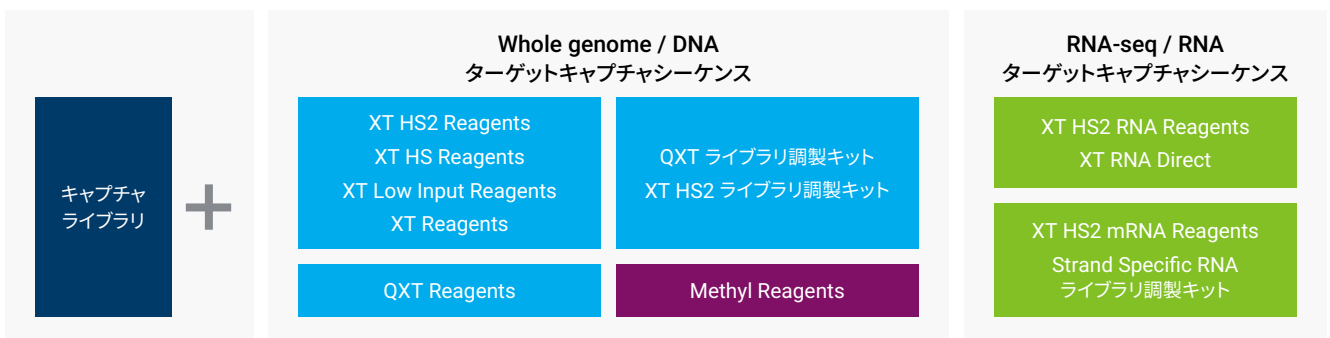 キャプチャ
ライブラリ
+
Whole genome / DNA
ターゲットキャプチャシーケンス
XT HS2 Reagents
XT HS Reagents
XT Low Input Reagents
XT Reagents
QXT ライブラリ調製キット
XT HS2 ライブラリ調製キット
QXT Reagents
Methyl Reagents
RNA-seq / RNA
ターゲットキャプチャシーケンス
XT HS2 RNA Reagents
XT RNA Direct
XT HS2 mRNA Reagents
Strand Specific RNA
ライブラリ調製キット